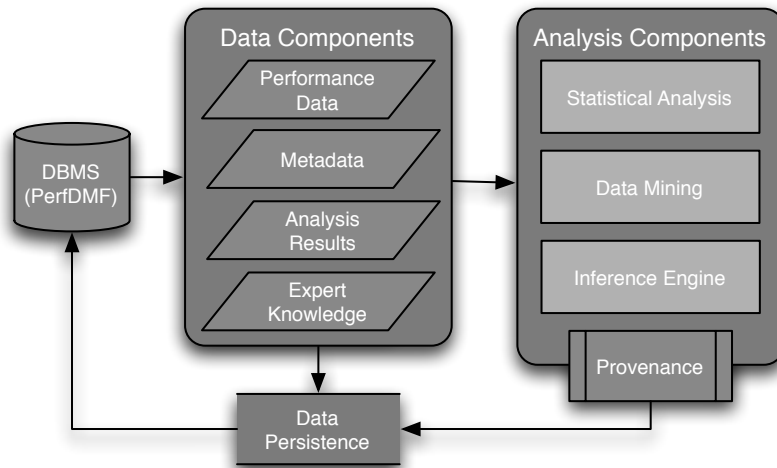 Data Components
Performance
Data
Metadata
Analysis
Results
Expert
Knowledge
Analysis Components
Statistical Analysis
Data Mining
Inference Engine
Provenance
DBMS
(PerfDMF)
Data
Persistence